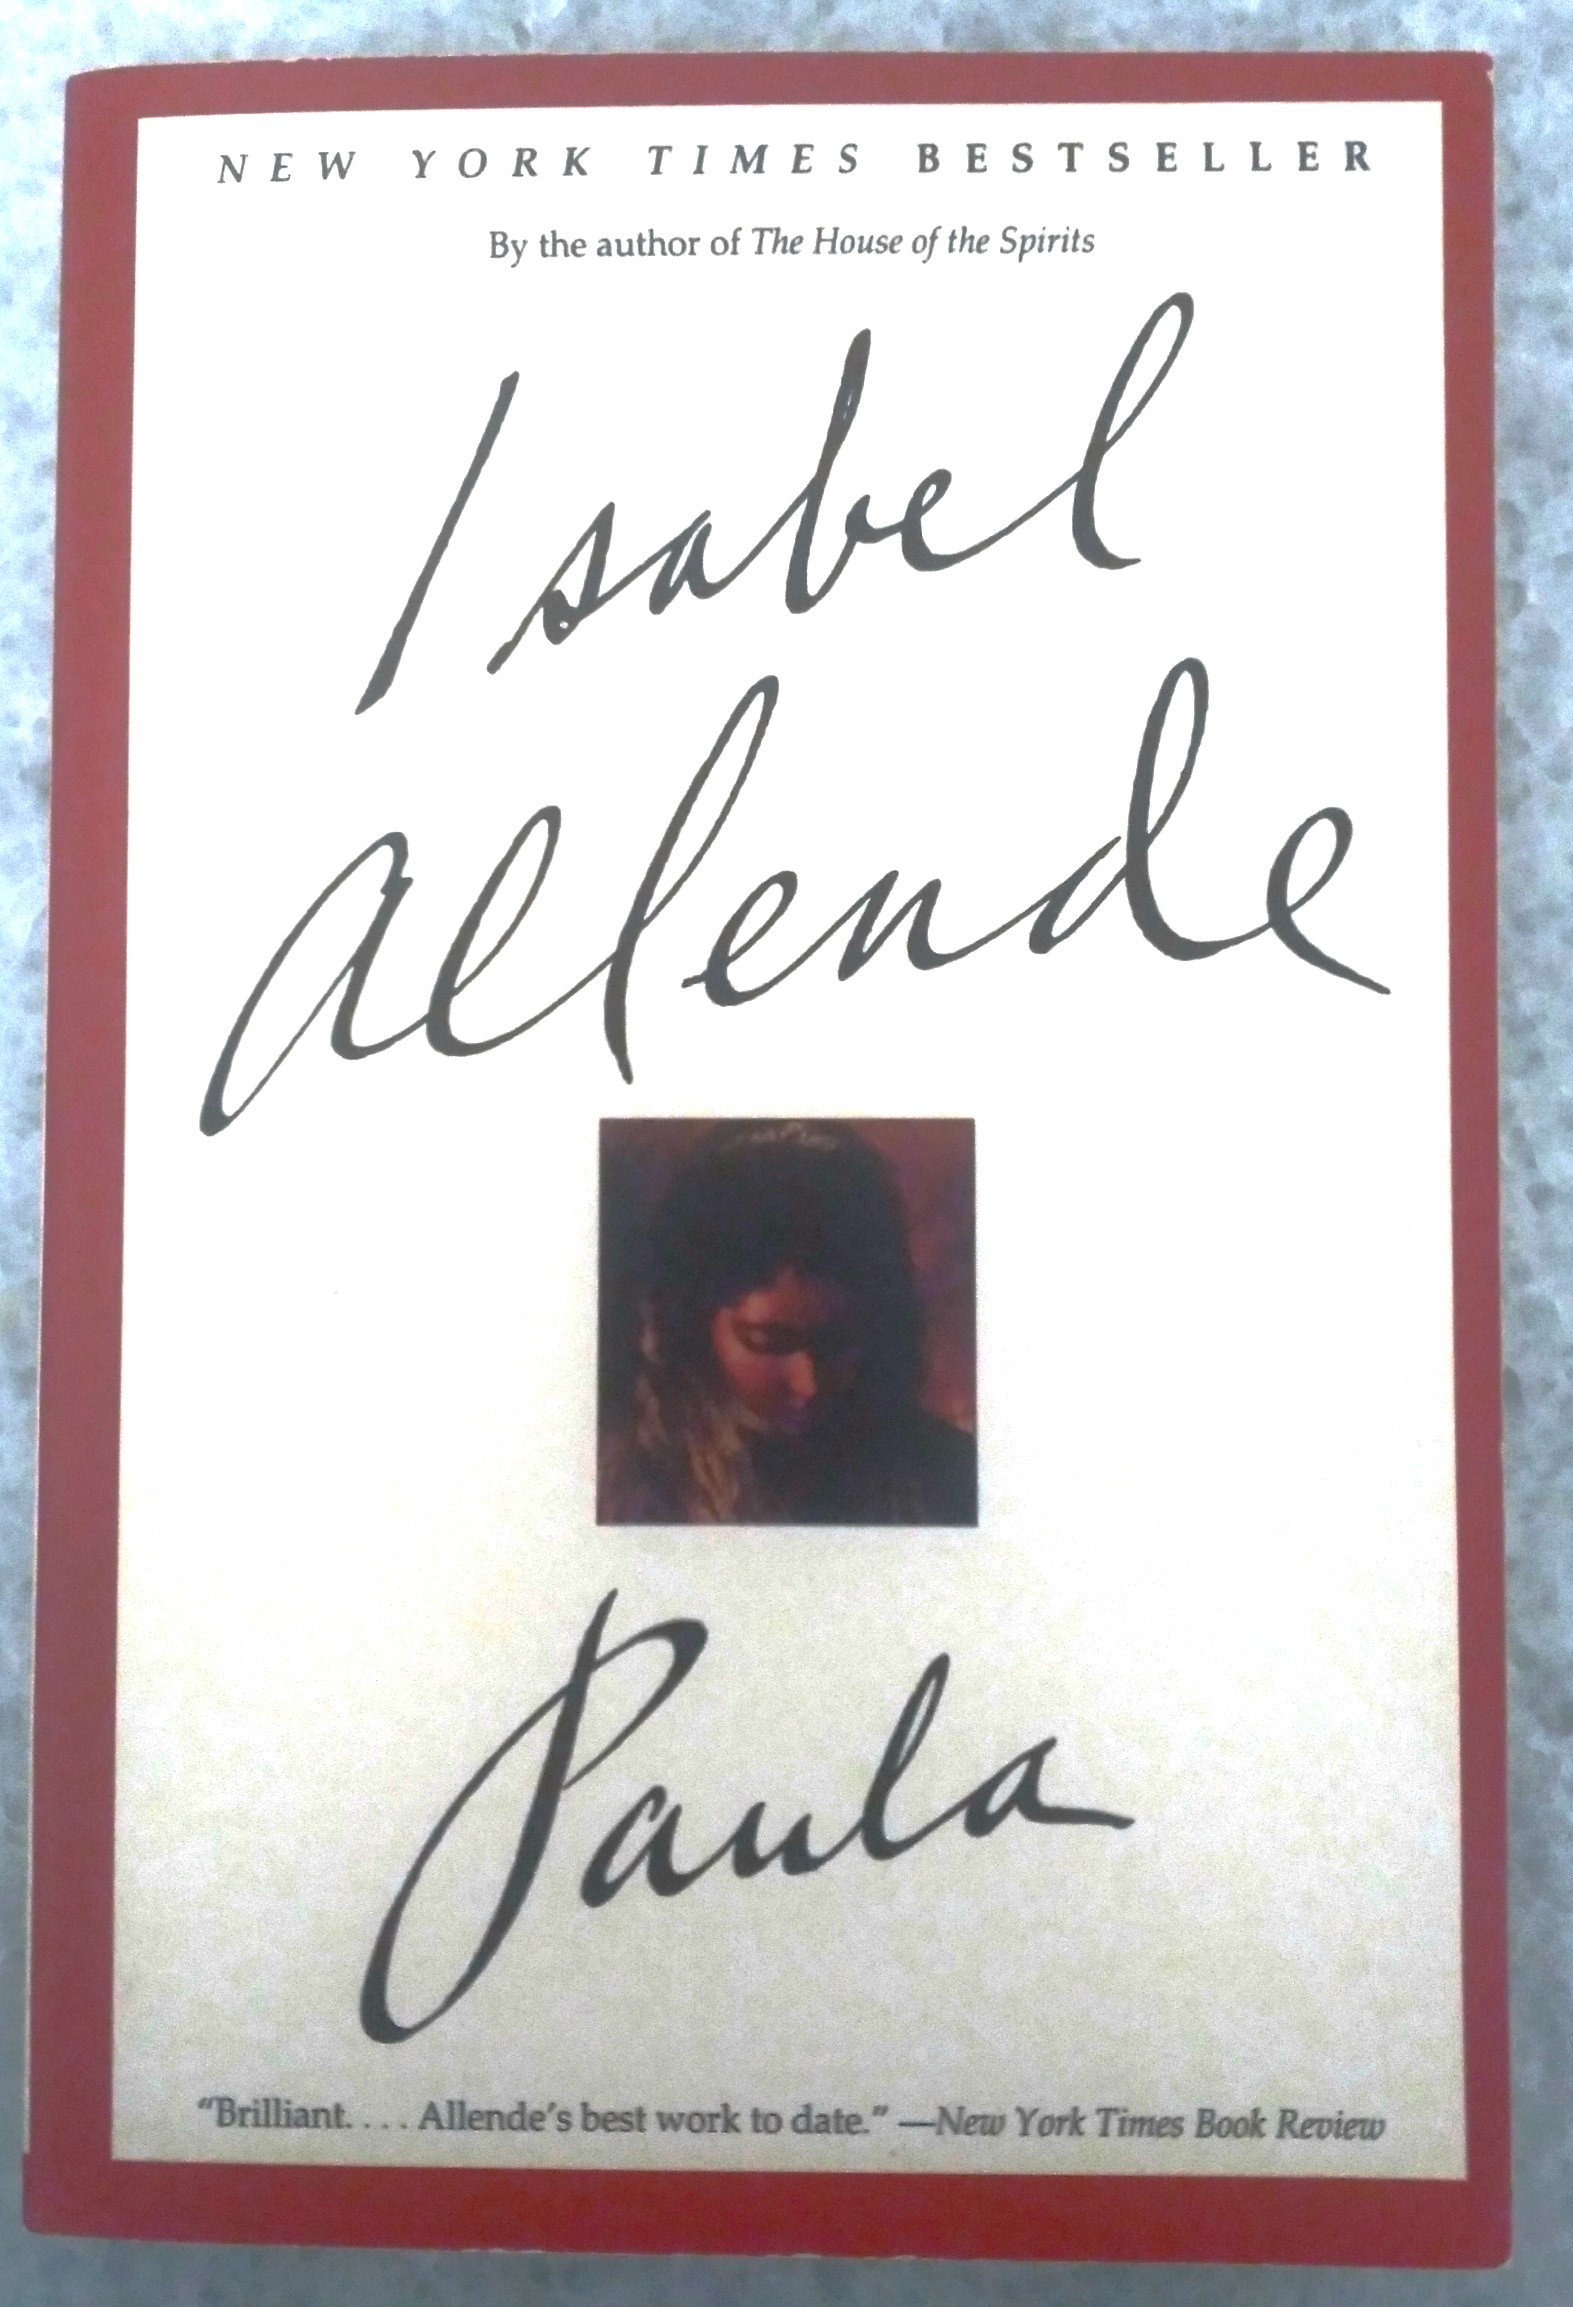 NEW YORK TIMES BESTSELLER
By the author of The House of the Spirits
Isabel
Allende
Paula
“Brilliant. . . . Allende’s best work to date.” —New York Times Book Review